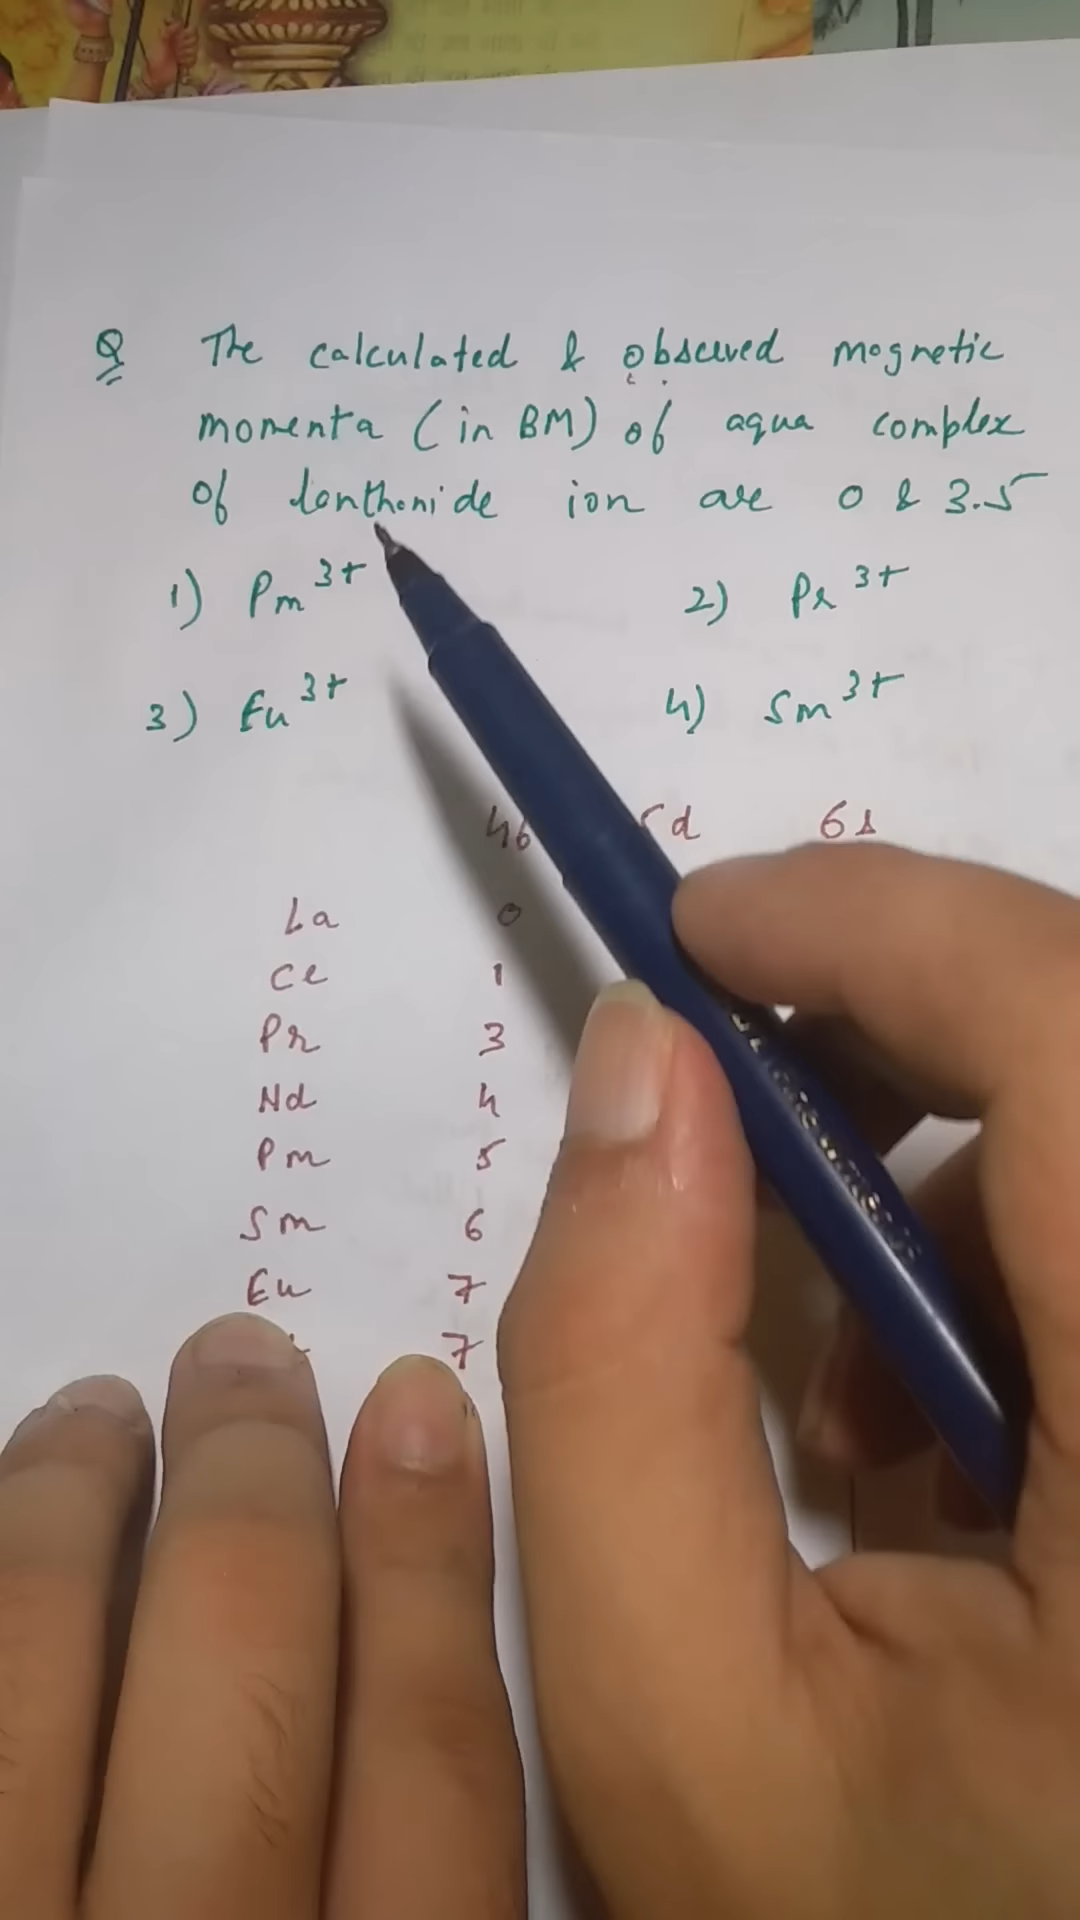 Q The calculated & observed magnetic
momenta (in BM) of aqua complex
of lanthanide ion are 0 & 3.5
1) Pm3+ 2) Pr3+
3) Eu3+ 4) Sm3+
4f 5d 6s
La 0
Ce 1
Pr 3
Nd 4
Pm 5
Sm 6
Eu 7
7